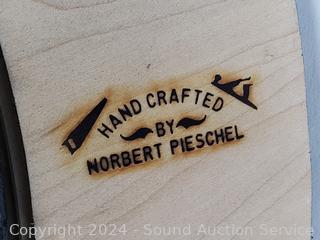 HAND CRAFTED
BY
NORBERT PIESCHEL
Copyright 2024 - Sound Auction Service